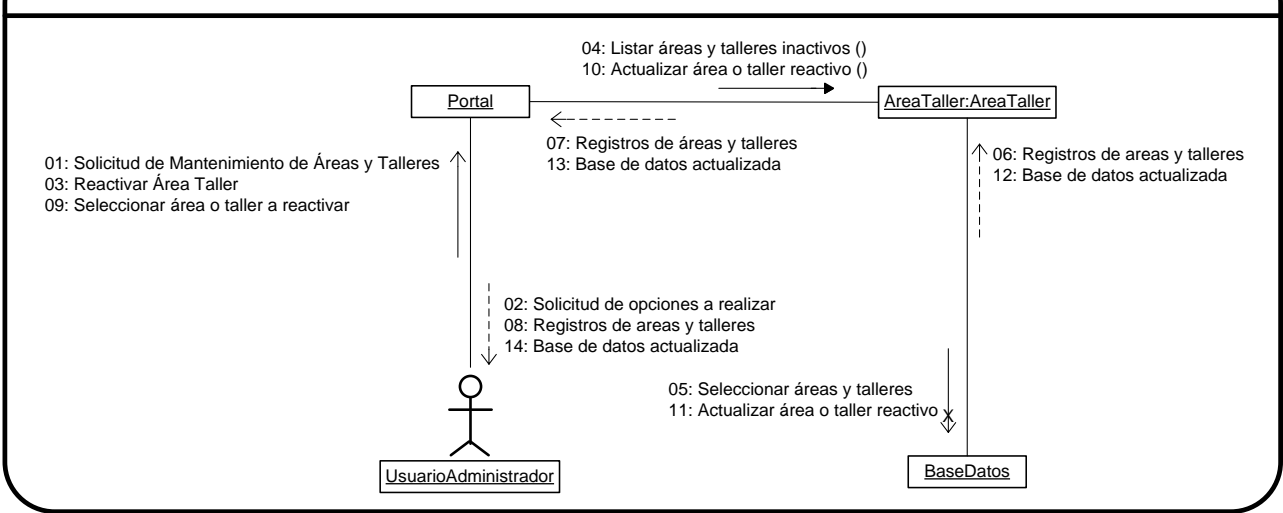 04: Listar áreas y talleres inactivos ()
10: Actualizar área o taller reactivo ()
Portal
AreaTaller:AreaTaller
07: Registros de áreas y talleres
13: Base de datos actualizada
01: Solicitud de Mantenimiento de Áreas y Talleres
03: Reactivar Área Taller
09: Seleccionar área o taller a reactivar
06: Registros de areas y talleres
12: Base de datos actualizada
02: Solicitud de opciones a realizar
08: Registros de areas y talleres
14: Base de datos actualizada
05: Seleccionar áreas y talleres
11: Actualizar área o taller reactivo
UsuarioAdministrador
BaseDatos